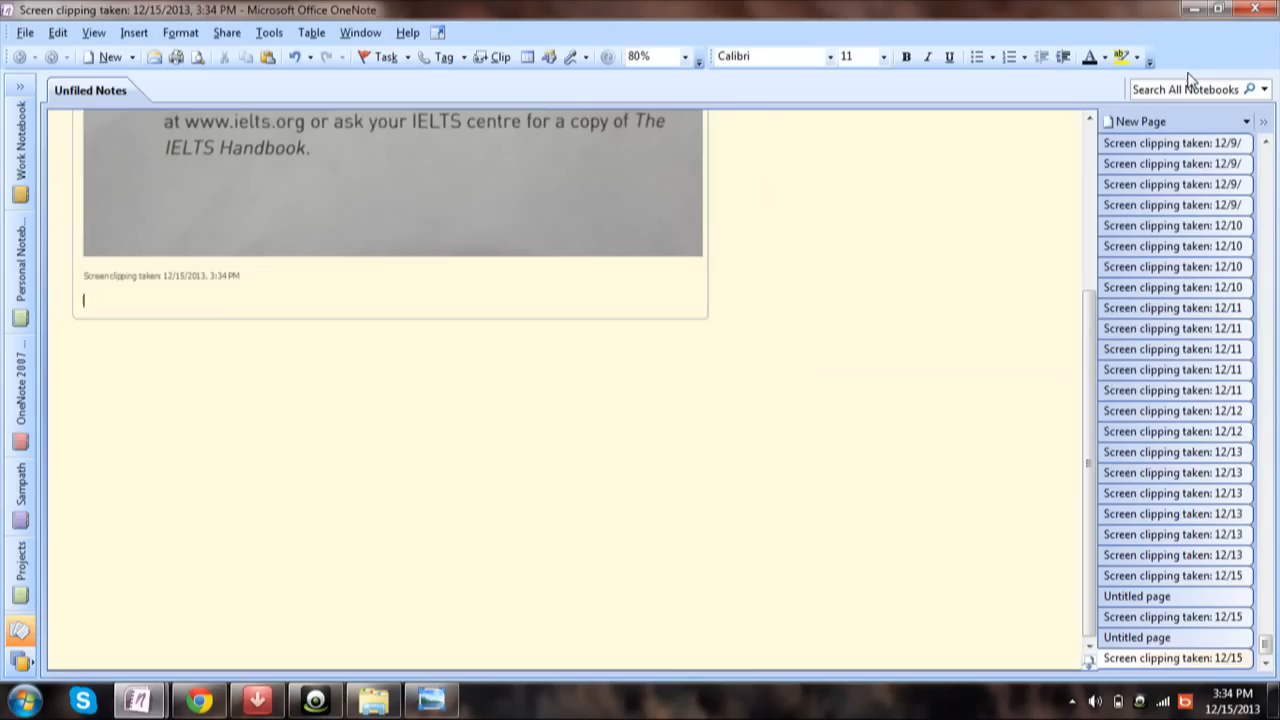 Screen clipping taken: 12/15/2013, 3:34 PM - Microsoft Office OneNote
File Edit View Insert Format Share Tools Table Window Help
New Task Tag Clip 80% Calibri 11 B I U
Unfiled Notes
Search All Notebooks
at www.ielts.org or ask your IELTS centre for a copy of The
IELTS Handbook.
Screen clipping taken: 12/15/2013, 3:34 PM
Work Notebook
Personal Noteb...
OneNote 2007 ...
Sampath
Projects
New Page
Screen clipping taken: 12/9/
Screen clipping taken: 12/9/
Screen clipping taken: 12/9/
Screen clipping taken: 12/9/
Screen clipping taken: 12/10
Screen clipping taken: 12/10
Screen clipping taken: 12/10
Screen clipping taken: 12/10
Screen clipping taken: 12/11
Screen clipping taken: 12/11
Screen clipping taken: 12/11
Screen clipping taken: 12/11
Screen clipping taken: 12/11
Screen clipping taken: 12/12
Screen clipping taken: 12/12
Screen clipping taken: 12/13
Screen clipping taken: 12/13
Screen clipping taken: 12/13
Screen clipping taken: 12/13
Screen clipping taken: 12/13
Screen clipping taken: 12/13
Screen clipping taken: 12/15
Untitled page
Screen clipping taken: 12/15
Untitled page
Screen clipping taken: 12/15
3:34 PM
12/15/2013